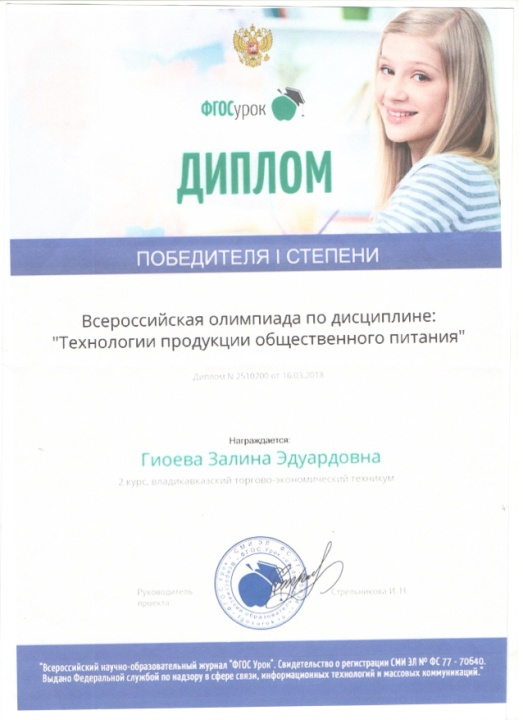 ФГОСурок
ДИПЛОМ
ПОБЕДИТЕЛЯ I СТЕПЕНИ
Всероссийская олимпиада по дисциплине:
"Технологии продукции общественного питания"
Диплом N 2510200 от 16.03.2018
Награждается:
Гиоева Залина Эдуардовна
2 курс, владикавказский торгово-экономический техникум
Руководитель
проекта
Стрельникова И. Н.
"Всероссийский научно-образовательный журнал "ФГОС Урок". Свидетельство о регистрации СМИ ЭЛ № ФС 77 - 70640.
Выдано Федеральной службой по надзору в сфере связи, информационных технологий и массовых коммуникаций."